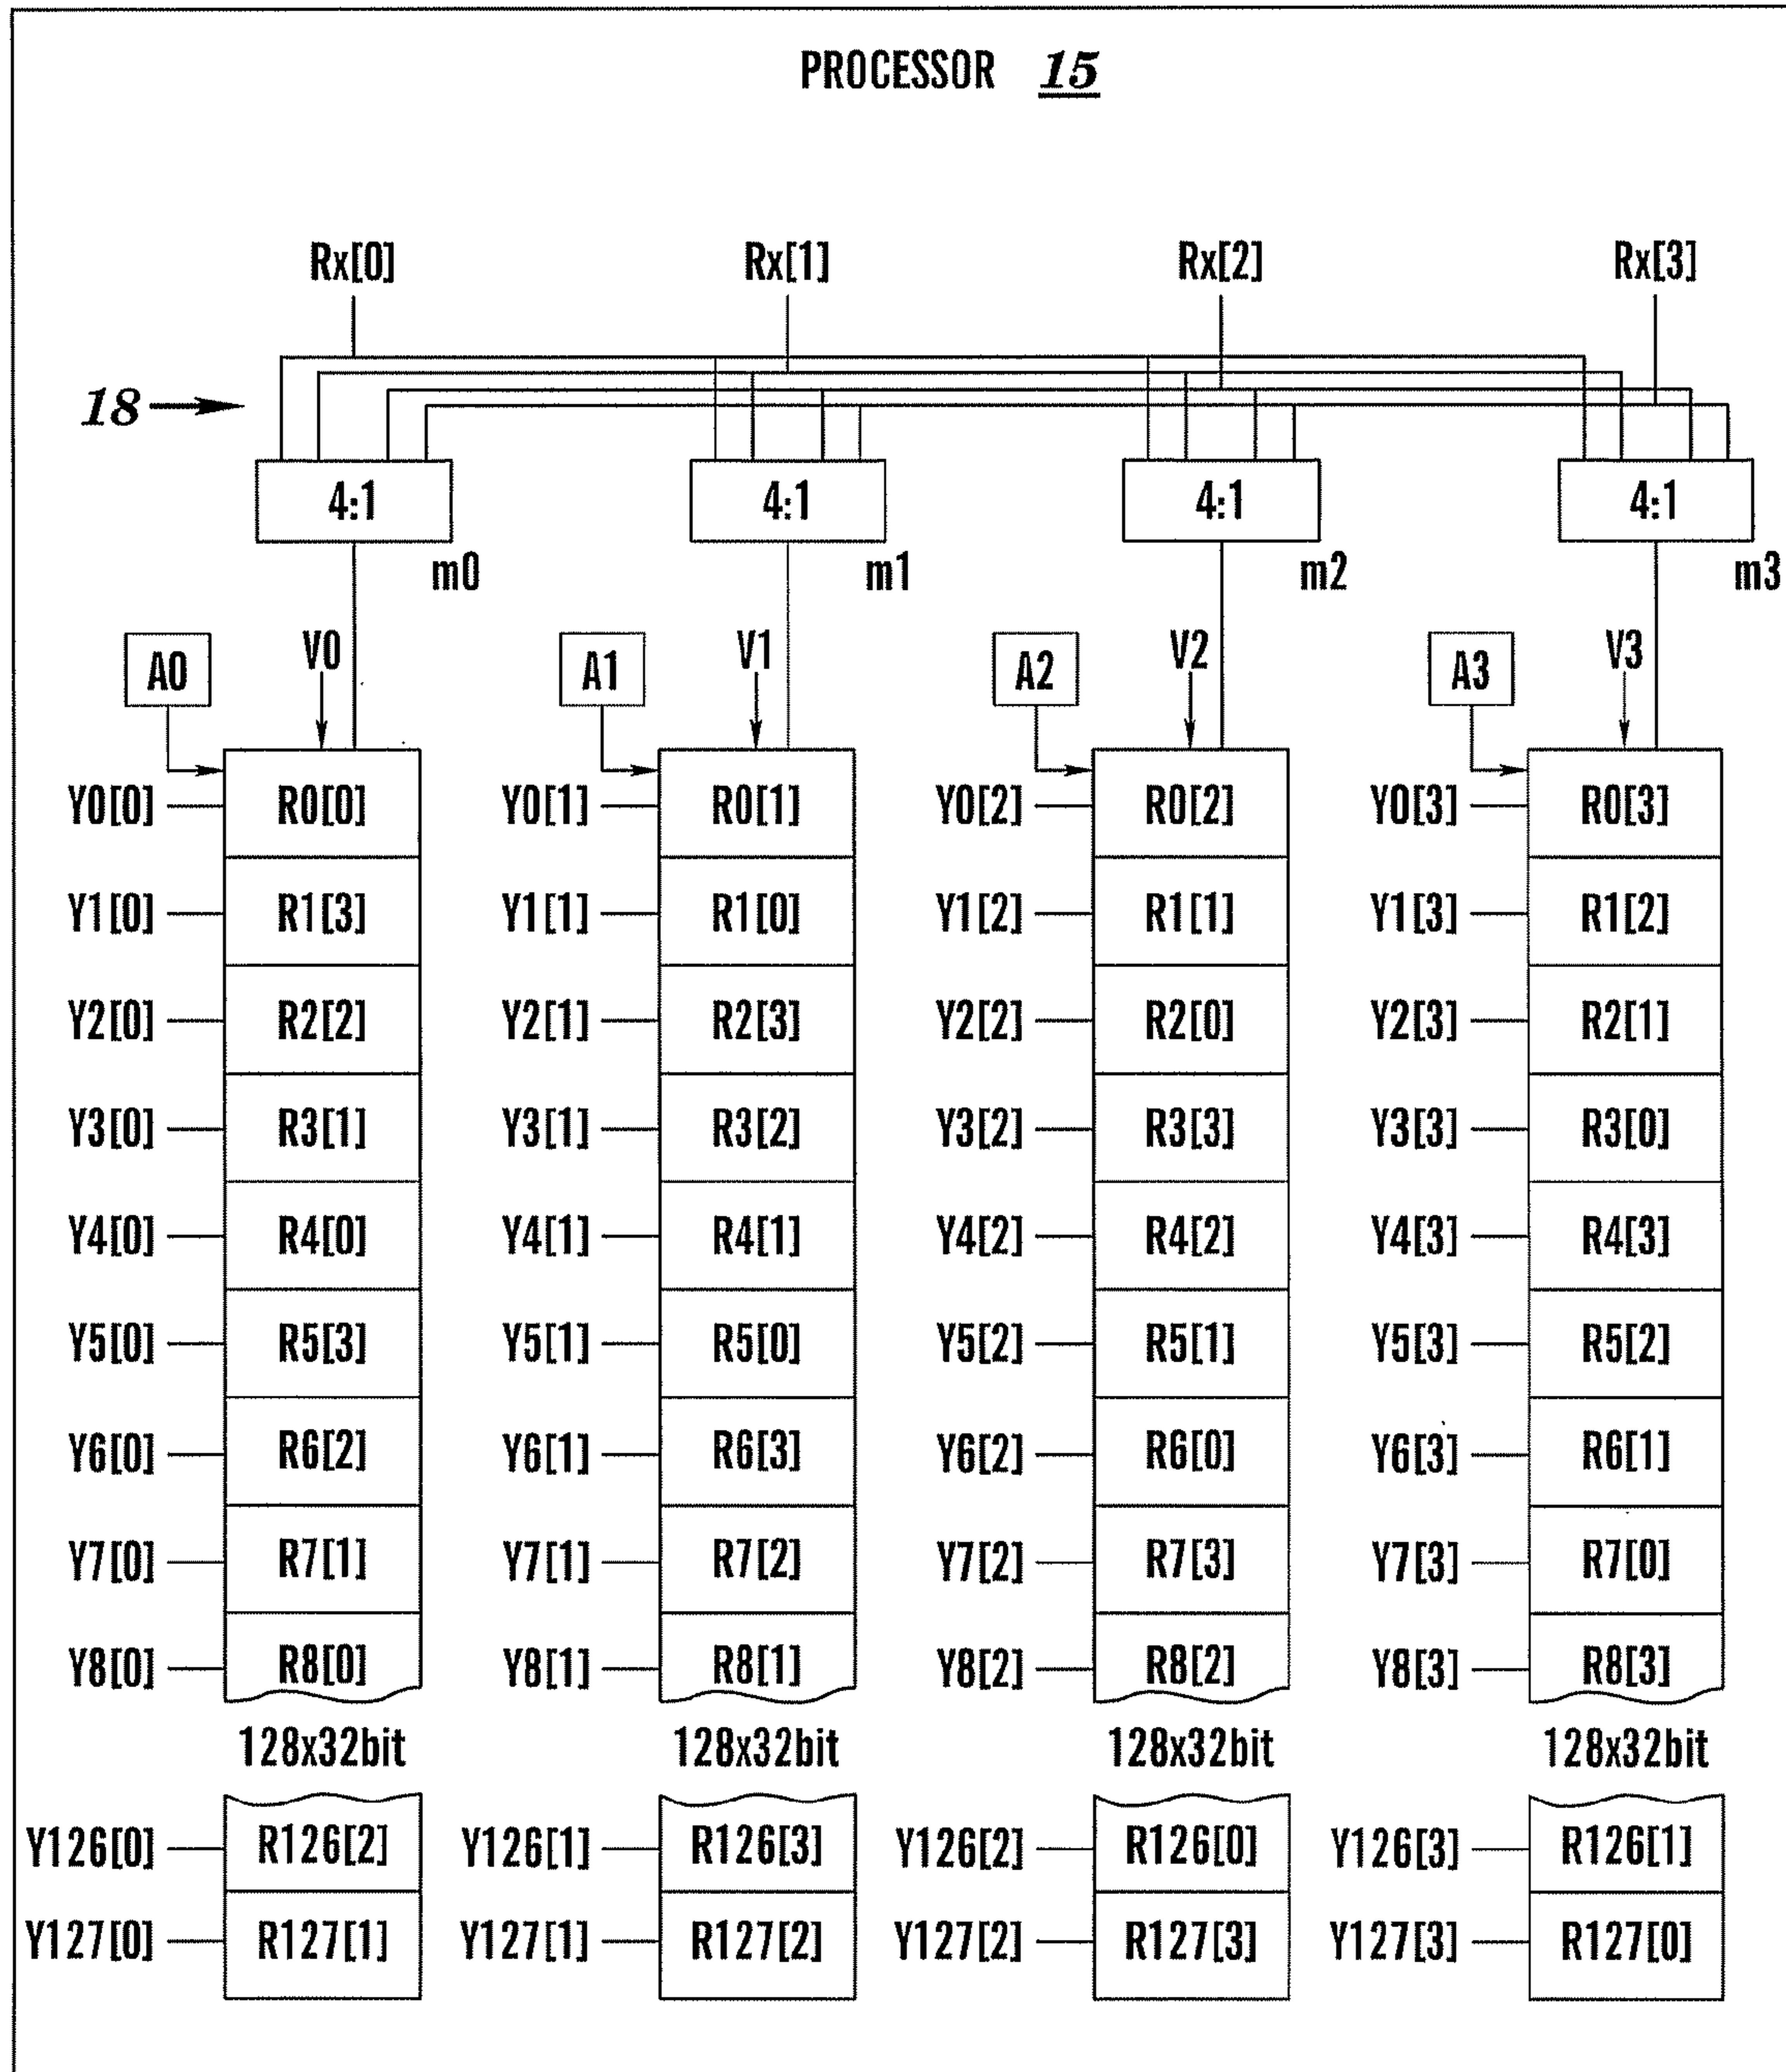 PROCESSOR 15
Rx[0] Rx[1] Rx[2] Rx[3]
18
4:1 4:1 4:1 4:1
m0 m1 m2 m3
A0 V0 A1 V1 A2 V2 A3 V3
Y0[0] R0[0] Y0[1] R0[1] Y0[2] R0[2] Y0[3] R0[3]
Y1[0] R1[3] Y1[1] R1[0] Y1[2] R1[1] Y1[3] R1[2]
Y2[0] R2[2] Y2[1] R2[3] Y2[2] R2[0] Y2[3] R2[1]
Y3[0] R3[1] Y3[1] R3[2] Y3[2] R3[3] Y3[3] R3[0]
Y4[0] R4[0] Y4[1] R4[1] Y4[2] R4[2] Y4[3] R4[3]
Y5[0] R5[3] Y5[1] R5[0] Y5[2] R5[1] Y5[3] R5[2]
Y6[0] R6[2] Y6[1] R6[3] Y6[2] R6[0] Y6[3] R6[1]
Y7[0] R7[1] Y7[1] R7[2] Y7[2] R7[3] Y7[3] R7[0]
Y8[0] R8[0] Y8[1] R8[1] Y8[2] R8[2] Y8[3] R8[3]
128x32bit 128x32bit 128x32bit 128x32bit
Y126[0] R126[2] Y126[1] R126[3] Y126[2] R126[0] Y126[3] R126[1]
Y127[0] R127[1] Y127[1] R127[2] Y127[2] R127[3] Y127[3] R127[0]